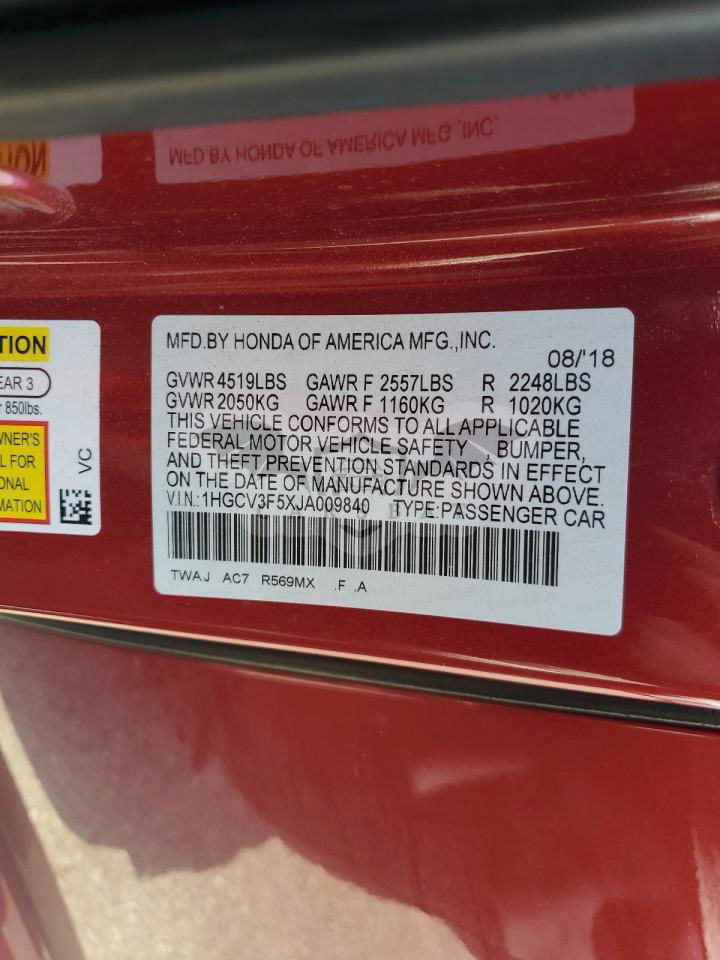 MFD.BY HONDA OF AMERICA MFG.,INC.
TION
EAR 3
850lbs.
WNER'S
L FOR
ONAL
MATION
VC
MFD.BY HONDA OF AMERICA MFG.,INC.
08/'18
GVWR 4519LBS GAWR F 2557LBS R 2248LBS
GVWR 2050KG GAWR F 1160KG R 1020KG
THIS VEHICLE CONFORMS TO ALL APPLICABLE
FEDERAL MOTOR VEHICLE SAFETY BUMPER,
AND THEFT PREVENTION STANDARDS IN EFFECT
ON THE DATE OF MANUFACTURE SHOWN ABOVE.
VIN.:1HGCV3F5XJA009840 TYPE:PASSENGER CAR
TWAJ AC7 R569MX .F .A